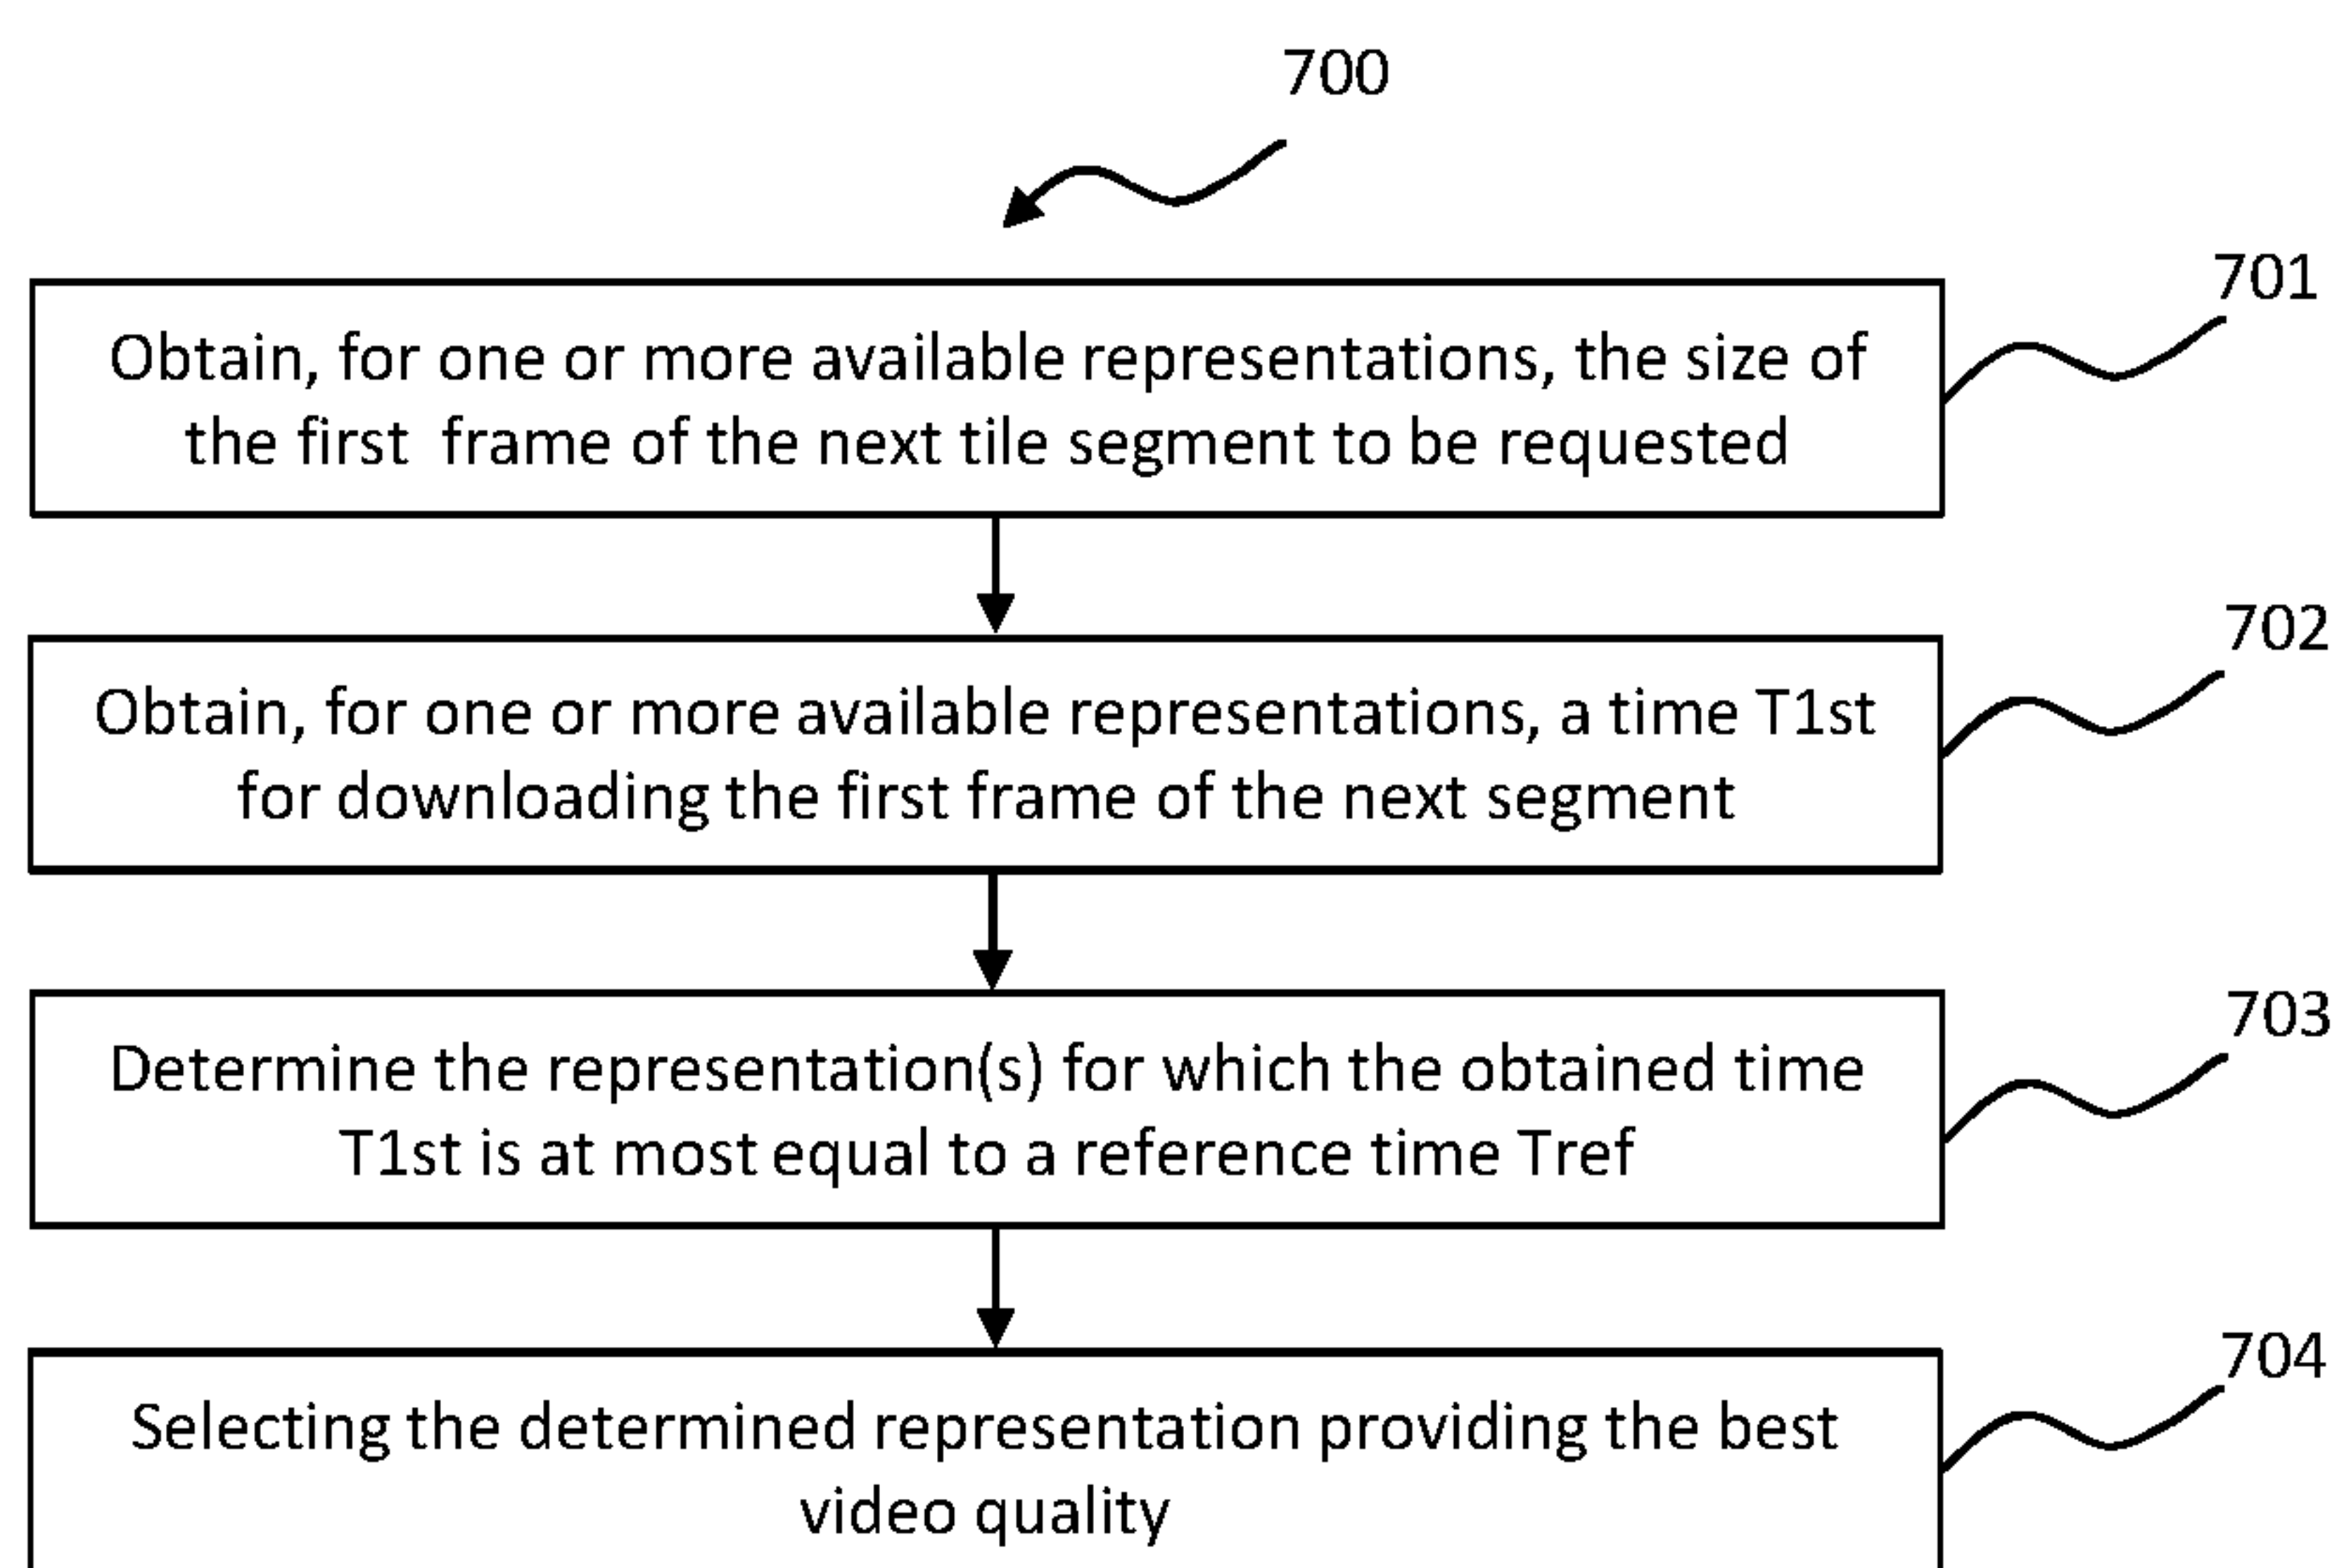 700
701
Obtain, for one or more available representations, the size of
the first frame of the next tile segment to be requested
702
Obtain, for one or more available representations, a time T1st
for downloading the first frame of the next segment
703
Determine the representation(s) for which the obtained time
T1st is at most equal to a reference time Tref
704
Selecting the determined representation providing the best
video quality